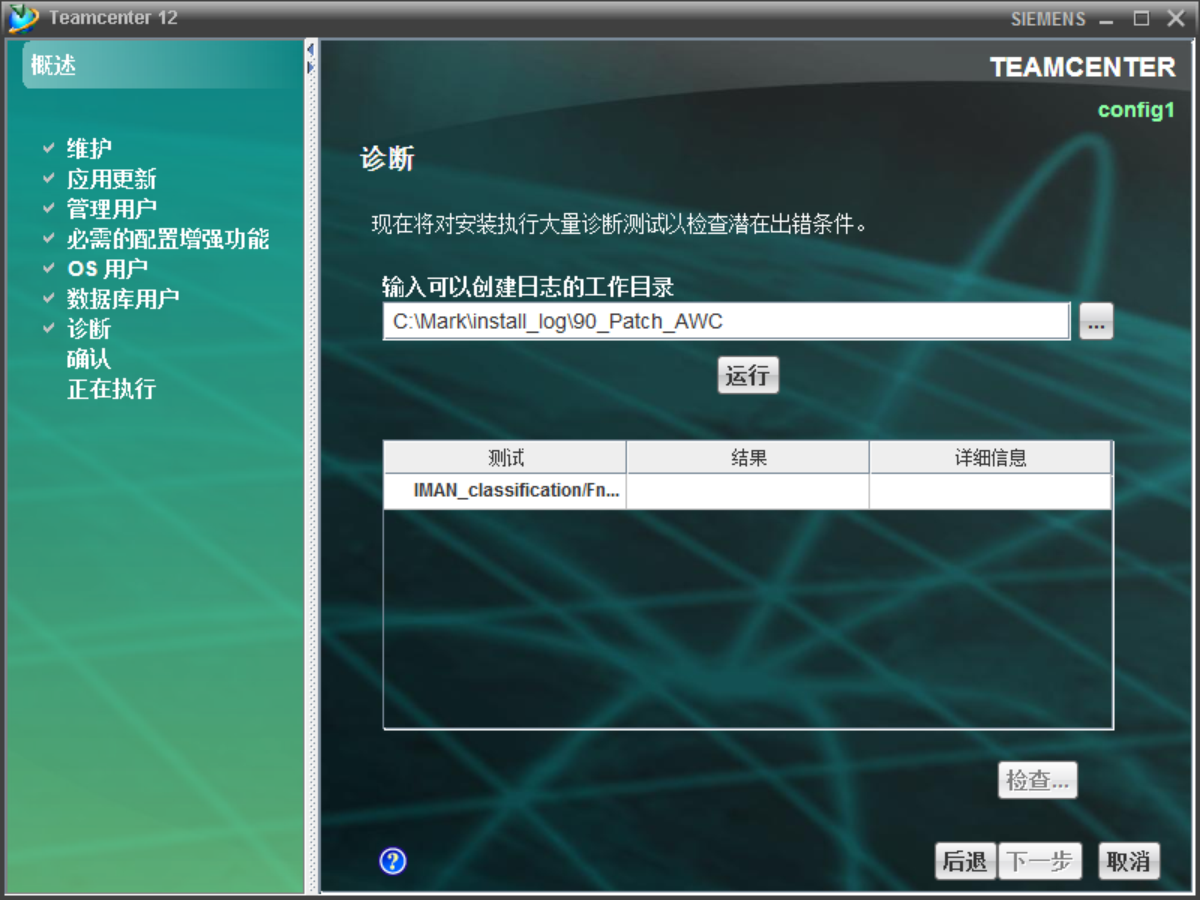 Teamcenter 12
SIEMENS
概述
维护
应用更新
管理用户
必需的配置增强功能
OS 用户
数据库用户
诊断
确认
正在执行
TEAMCENTER
config1
诊断
现在将对安装执行大量诊断测试以检查潜在出错条件。
输入可以创建日志的工作目录
C:\Mark\install_log\90_Patch_AWC
...
运行
测试 结果 详细信息
IMAN_classification/Fn...
检查...
?
后退 下一步 取消